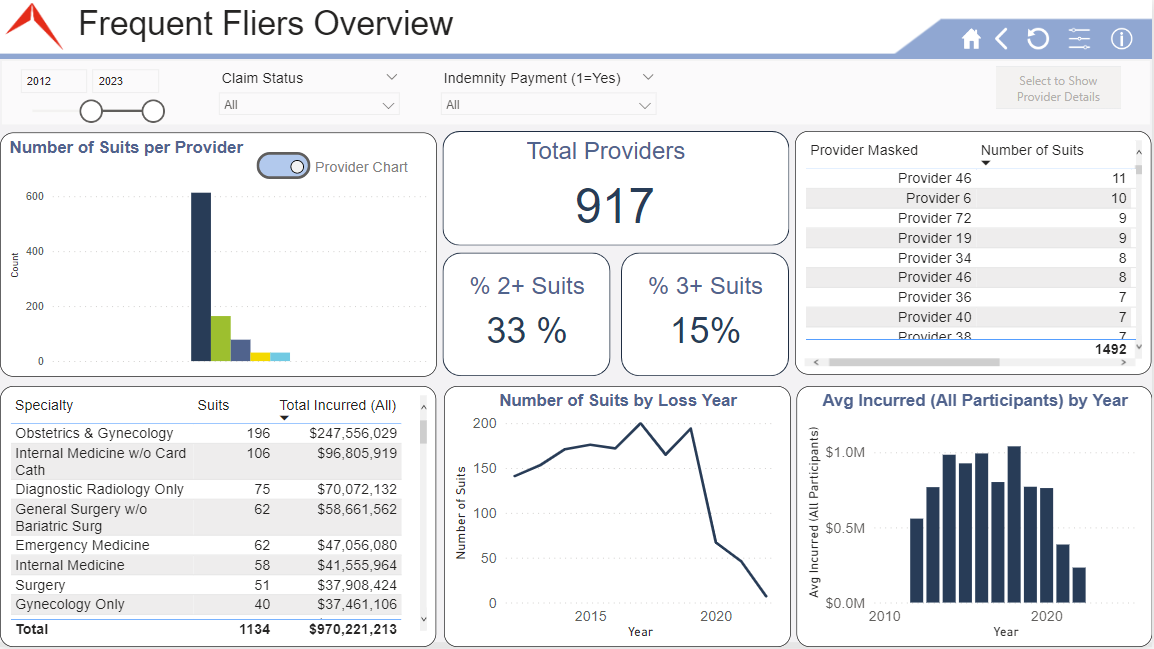 Frequent Fliers Overview
2012
2023
Claim Status
All
Indemnity Payment (1=Yes)
All
Select to Show
Provider Details
Number of Suits per Provider
Provider Chart
Count
600
400
200
0
Total Providers
917
% 2+ Suits
33 %
% 3+ Suits
15%
Provider Masked Number of Suits
Provider 46 11
Provider 6 10
Provider 72 9
Provider 19 9
Provider 34 8
Provider 46 8
Provider 36 7
Provider 40 7
Provider 38 7
1492
Specialty Suits Total Incurred (All)
Obstetrics & Gynecology 196 $247,556,029
Internal Medicine w/o Card 106 $96,805,919
Cath
Diagnostic Radiology Only 75 $70,072,132
General Surgery w/o 62 $58,661,562
Bariatric Surg
Emergency Medicine 62 $47,056,080
Internal Medicine 58 $41,555,964
Surgery 51 $37,908,424
Gynecology Only 40 $37,461,106
Total 1134 $970,221,213
Number of Suits by Loss Year
Number of Suits
200
150
100
50
0
2015 2020
Year
Avg Incurred (All Participants) by Year
Avg Incurred (All Participants)
$1.0M
$0.5M
$0.0M
2010 2020
Year